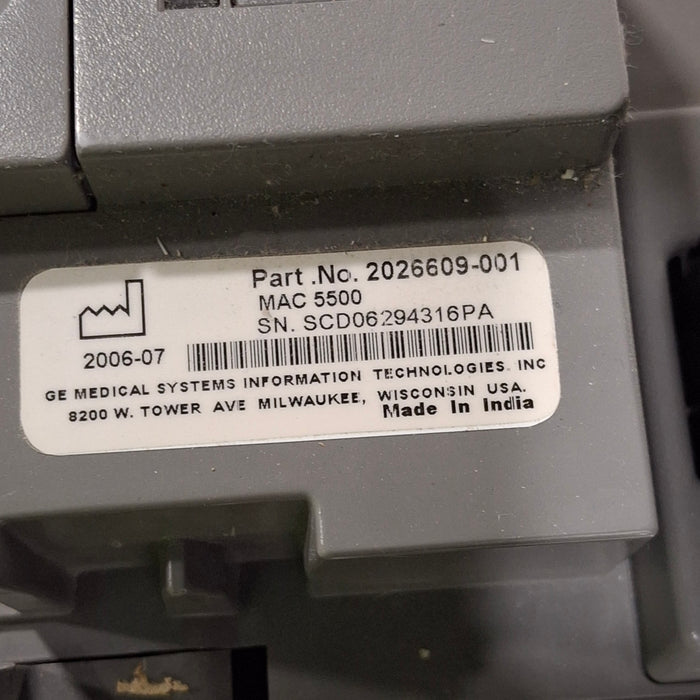 Part .No. 2026609-001
MAC 5500
SN. SCD06294316PA
2006-07
GE MEDICAL SYSTEMS INFORMATION TECHNOLOGIES. INC
8200 W. TOWER AVE MILWAUKEE, WISCONSIN USA.
Made In India